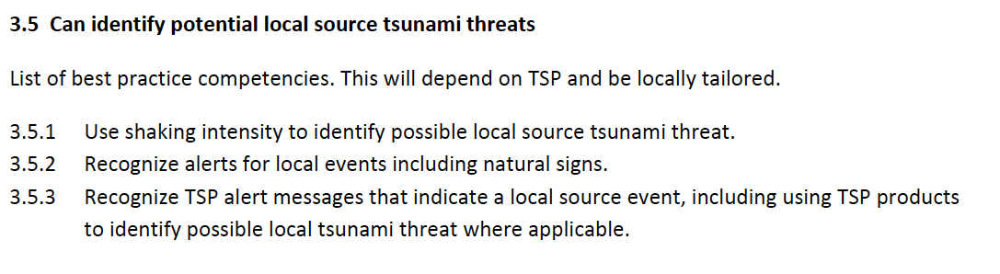 3.5 Can identify potential local source tsunami threats
List of best practice competencies. This will depend on TSP and be locally tailored.
3.5.1 Use shaking intensity to identify possible local source tsunami threat.
3.5.2 Recognize alerts for local events including natural signs.
3.5.3 Recognize TSP alert messages that indicate a local source event, including using TSP products
to identify possible local tsunami threat where applicable.